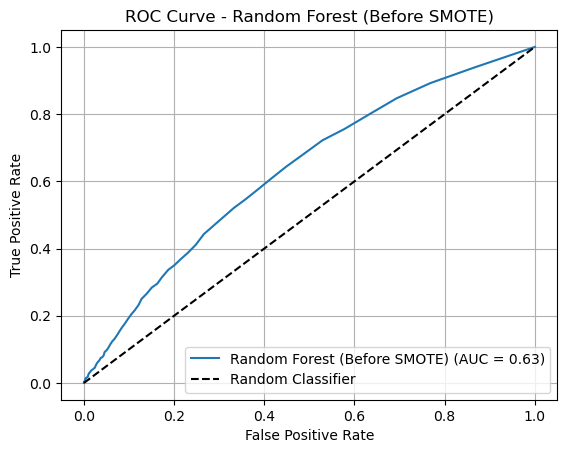 ROC Curve - Random Forest (Before SMOTE)
True Positive Rate
1.0
0.8
0.6
0.4
0.2
0.0
Random Forest (Before SMOTE) (AUC = 0.63)
Random Classifier
0.0 0.2 0.4 0.6 0.8 1.0
False Positive Rate